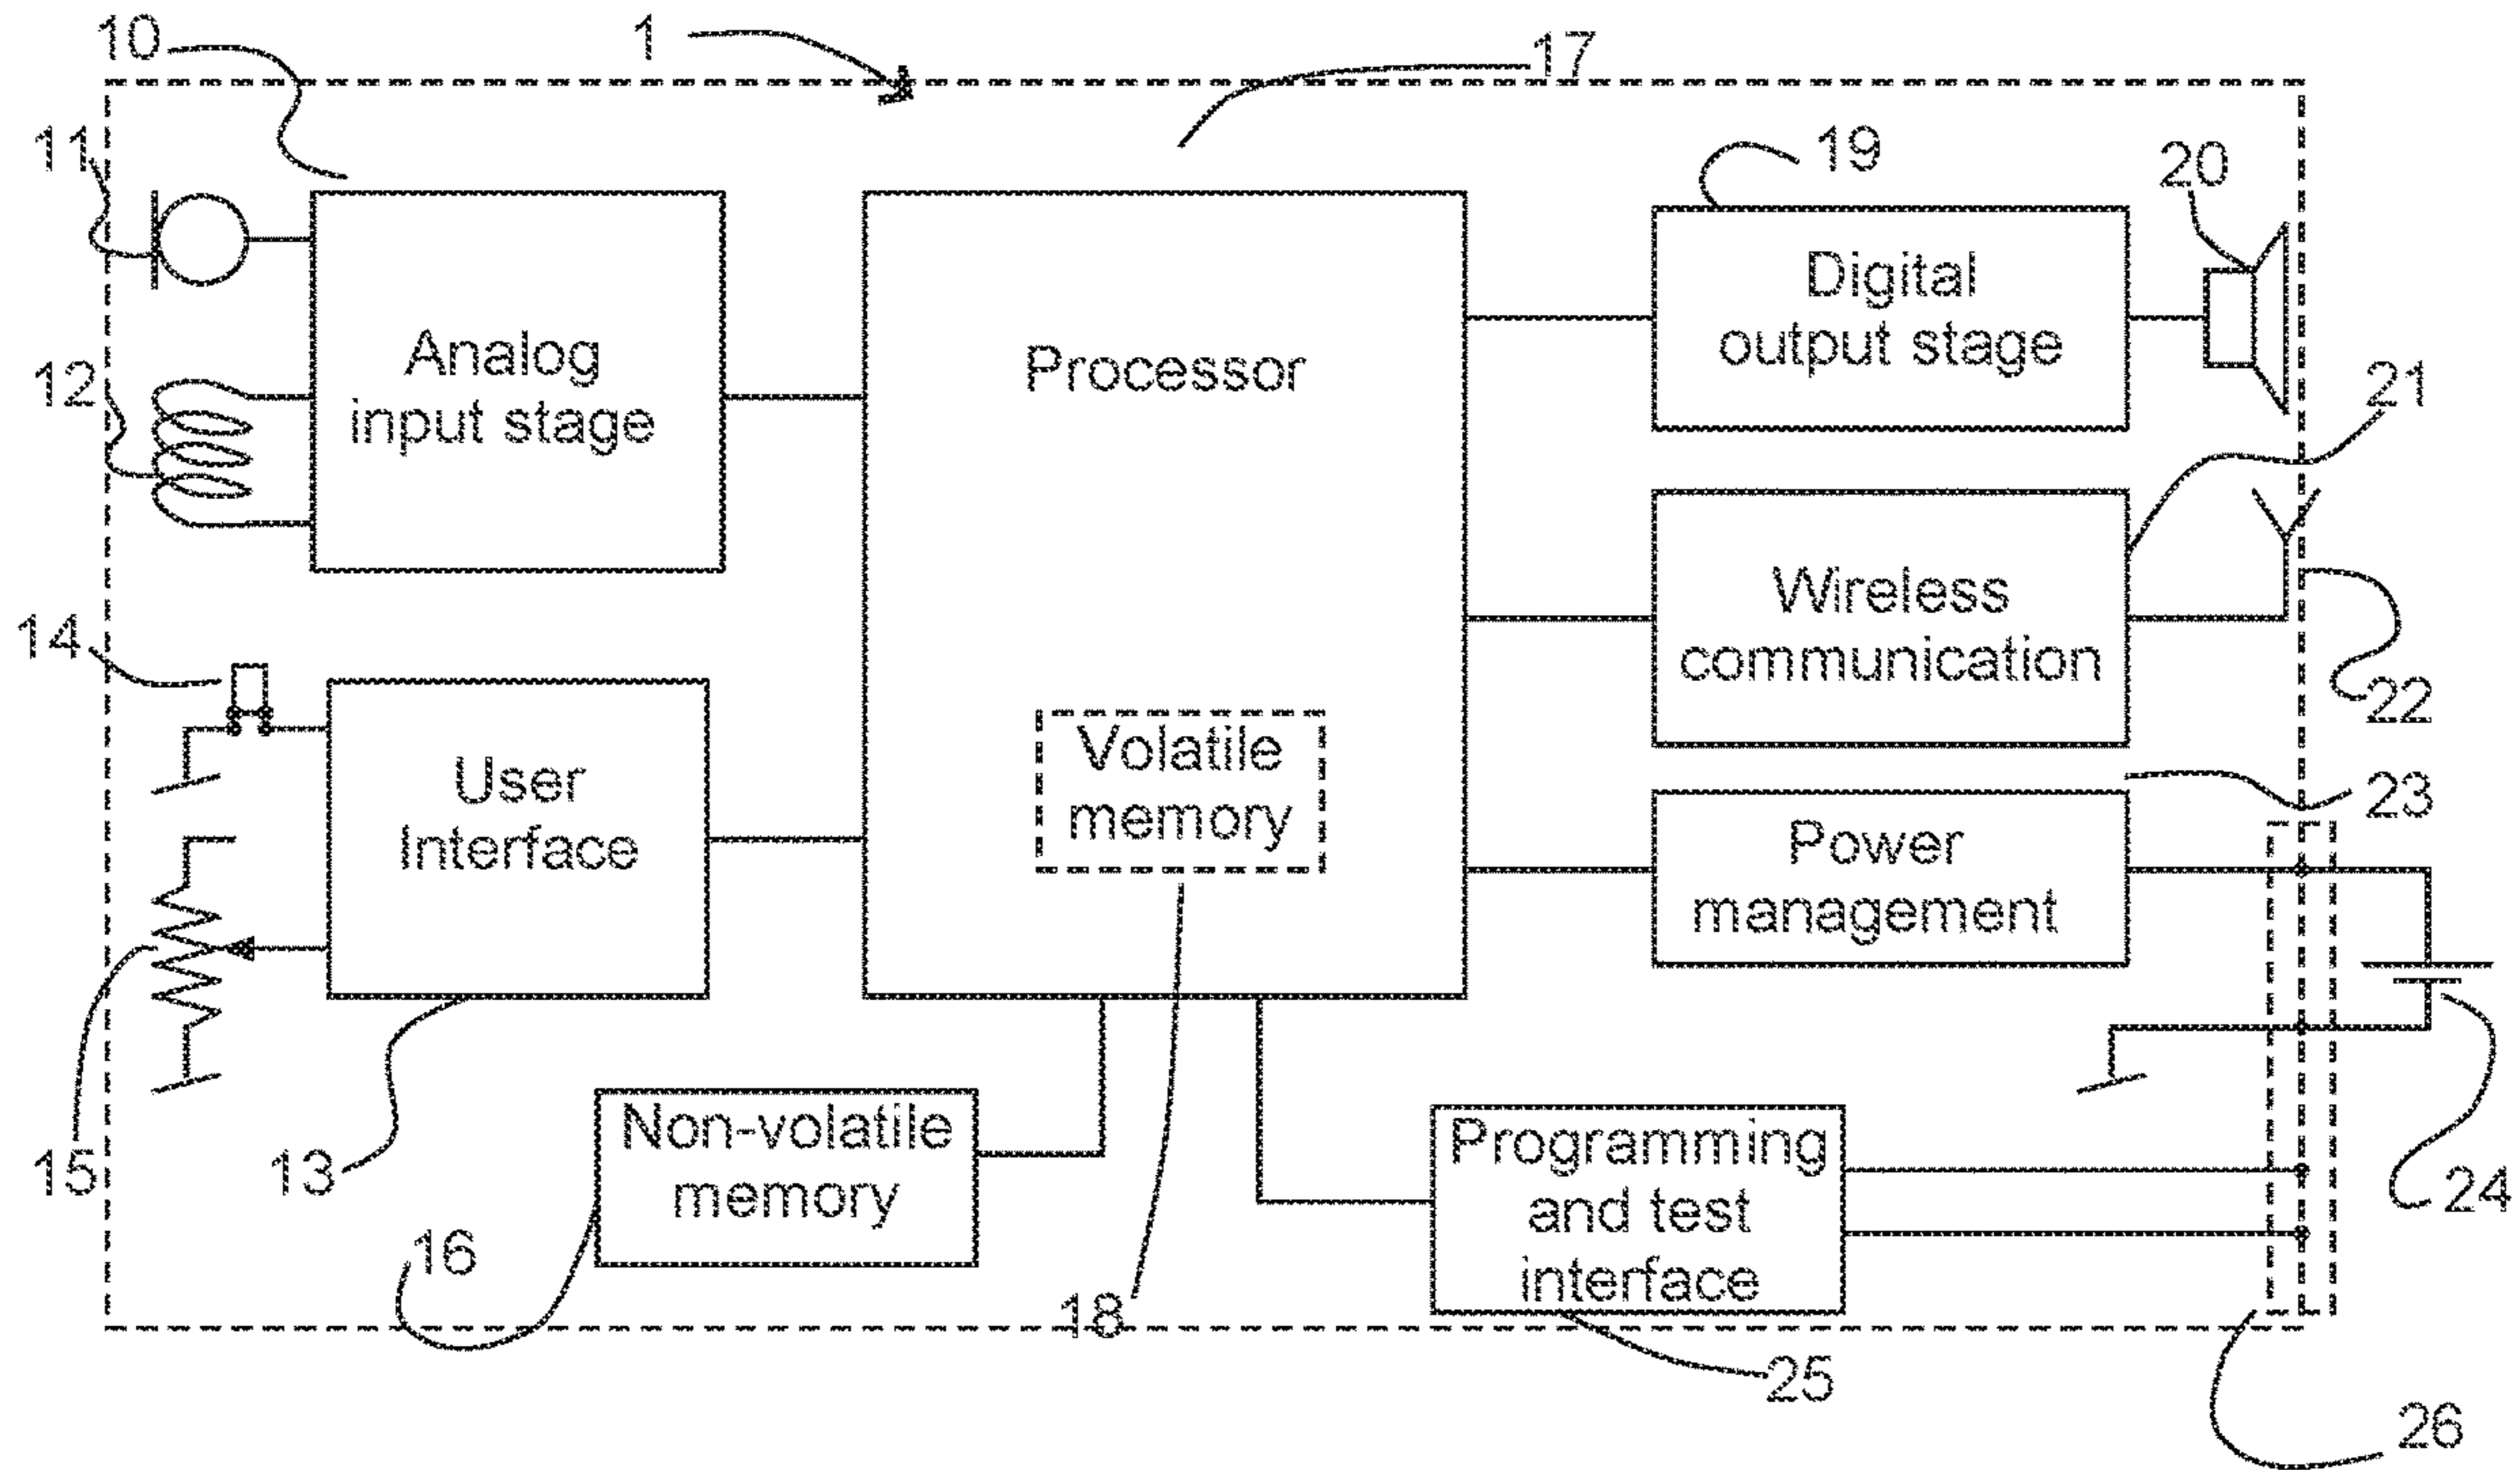 10
1
17
11
19
20
Analog
input stage
Processor
Digital
output stage
12
21
Wireless
communication
14
22
User
Interface
Volatile
memory
23
Power
management
15
13
Non-volatile
memory
Programming
and test
interface
24
16
18
25
26